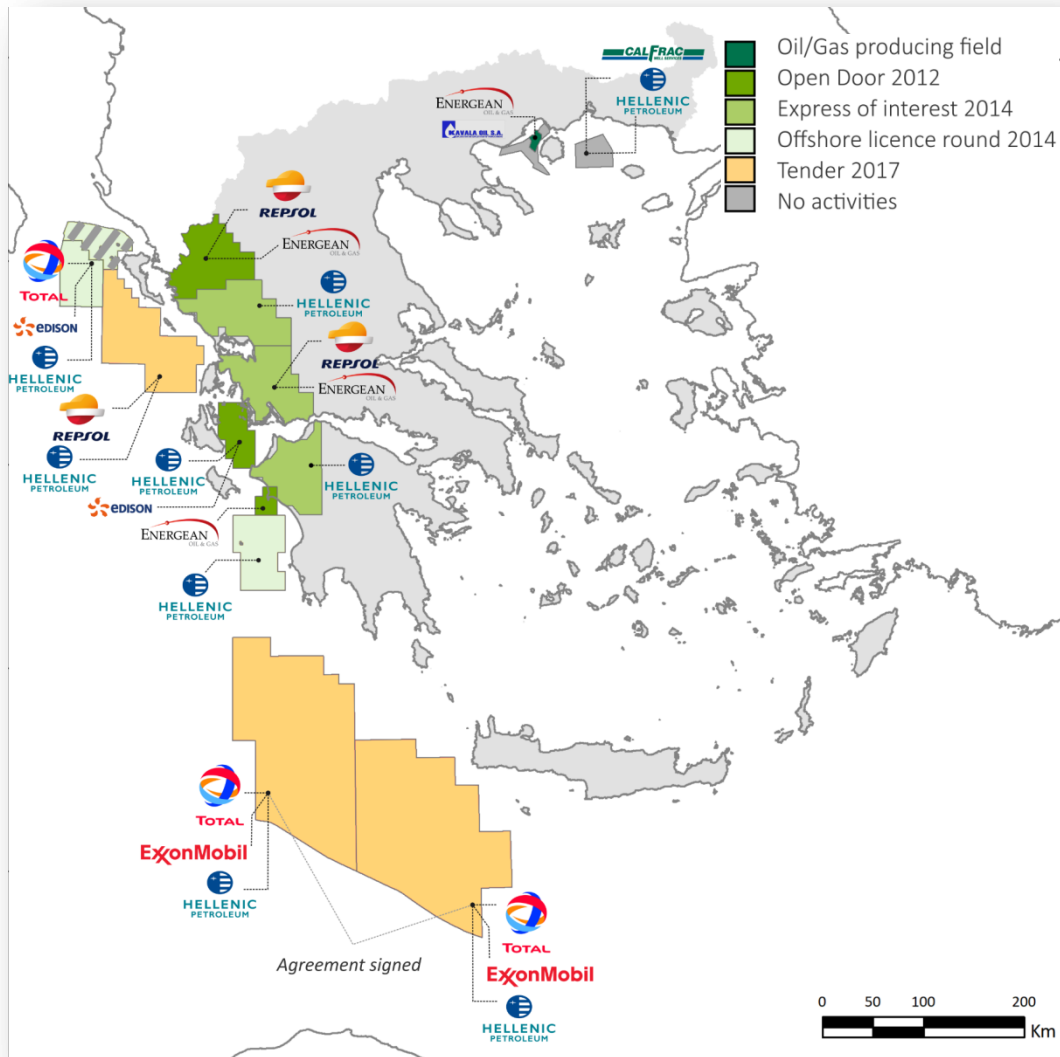 Oil/Gas producing field
Open Door 2012
Express of interest 2014
Offshore licence round 2014
Tender 2017
No activities
CALFRAC
WELL SERVICES
HELLENIC
PETROLEUM
ENERGEAN
OIL & GAS
KAVALA OIL S.A.
REPSOL
ENERGEAN
OIL & GAS
HELLENIC
PETROLEUM
TOTAL
EDISON
HELLENIC
PETROLEUM
REPSOL
ENERGEAN
OIL & GAS
REPSOL
HELLENIC
PETROLEUM
HELLENIC
PETROLEUM
EDISON
HELLENIC
PETROLEUM
ENERGEAN
OIL & GAS
HELLENIC
PETROLEUM
TOTAL
ExxonMobil
HELLENIC
PETROLEUM
Agreement signed
TOTAL
ExxonMobil
HELLENIC
PETROLEUM
0 50 100 200
Km